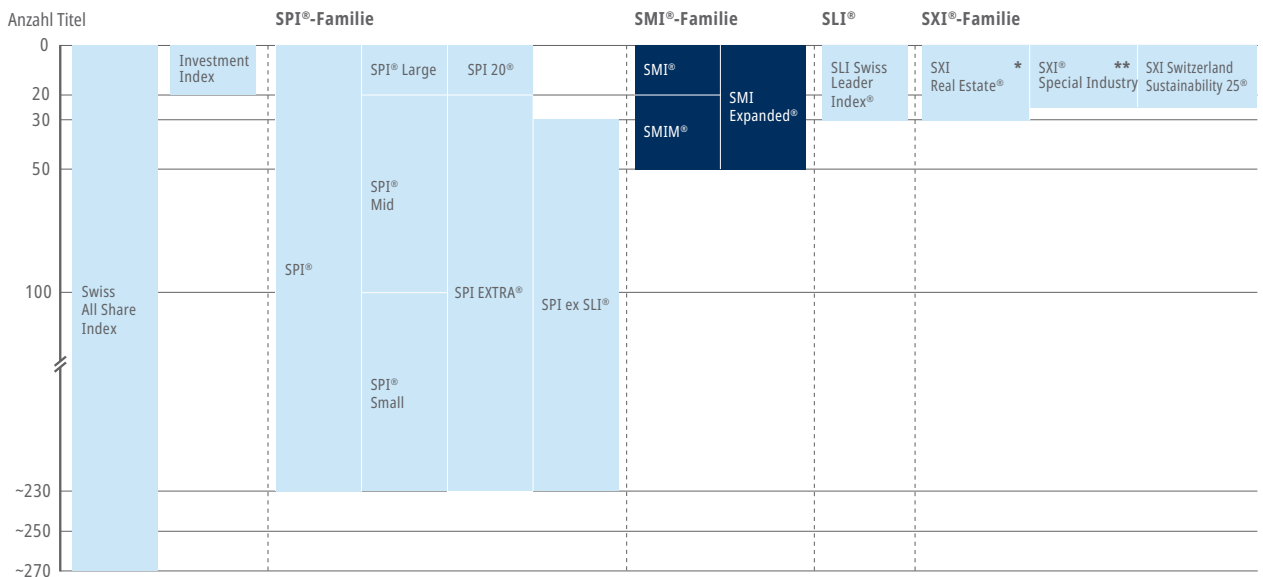 Anzahl Titel
SPI®-Familie
SMI®-Familie
SLI®
SXI®-Familie
0
20
30
50
100
~230
~250
~270
Swiss
All Share
Index
Investment
Index
SPI®
SPI® Large
SPI®
Mid
SPI®
Small
SPI 20®
SPI EXTRA®
SPI ex SLI®
SMI®
SMIM®
SMI
Expanded®
SLI Swiss
Leader
Index®
SXI *
Real Estate®
SXI® **
Special Industry
SXI Switzerland
Sustainability 25®